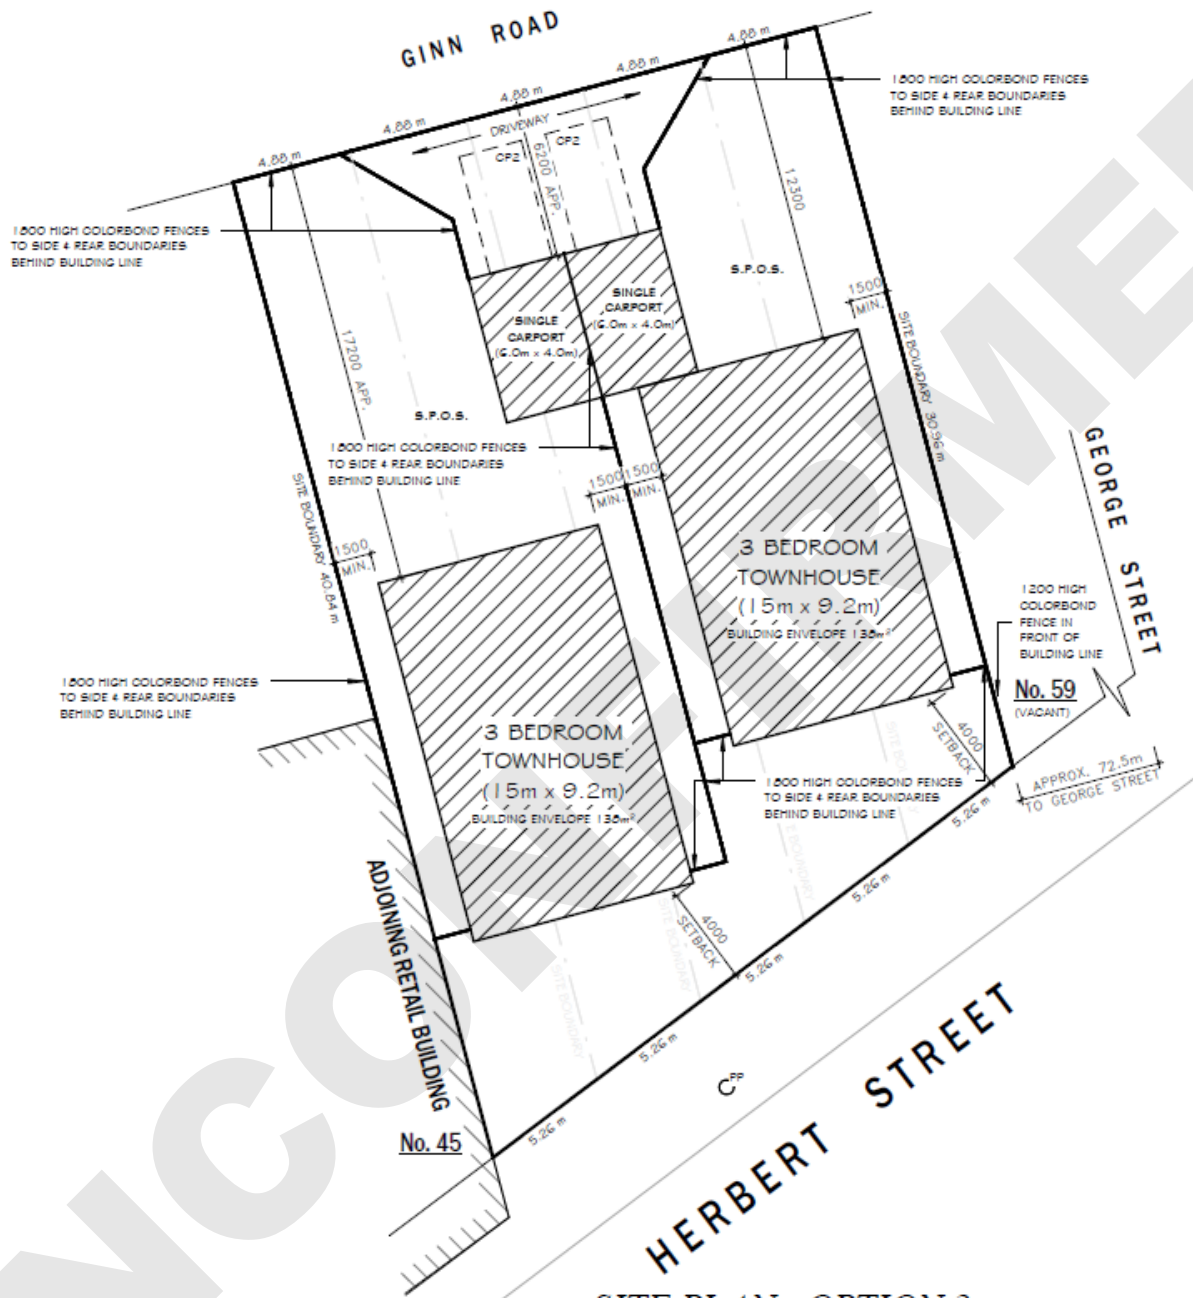 GINN ROAD
4.88 m
4.88 m
4.88 m
4.88 m
4.88 m
DRIVEWAY
CP2
CP2
6200 APP.
1800 HIGH COLORBOND FENCES
TO SIDE & REAR BOUNDARIES
BEHIND BUILDING LINE
1800 HIGH COLORBOND FENCES
TO SIDE & REAR BOUNDARIES
BEHIND BUILDING LINE
12300
S.P.O.S.
1500
MIN.
SINGLE
CARPORT
(6.0m x 4.0m)
SINGLE
CARPORT
(6.0m x 4.0m)
17200 APP.
SITE BOUNDARY 30.96 m
S.P.O.S.
1800 HIGH COLORBOND FENCES
TO SIDE & REAR BOUNDARIES
BEHIND BUILDING LINE
GEORGE STREET
SITE BOUNDARY 40.84 m
1500 1500
MIN. MIN.
1500
MIN.
3 BEDROOM
TOWNHOUSE
(15m x 9.2m)
BUILDING ENVELOPE 138m²
1200 HIGH
COLORBOND
FENCE IN
FRONT OF
BUILDING LINE
No. 59
(VACANT)
1800 HIGH COLORBOND FENCES
TO SIDE & REAR BOUNDARIES
BEHIND BUILDING LINE
3 BEDROOM
TOWNHOUSE
(15m x 9.2m)
BUILDING ENVELOPE 138m²
4000
SETBACK
APPROX. 72.5m
TO GEORGE STREET
1800 HIGH COLORBOND FENCES
TO SIDE & REAR BOUNDARIES
BEHIND BUILDING LINE
SITE BOUNDARY
SITE BOUNDARY
SITE BOUNDARY
4000
SETBACK
5.26 m
5.26 m
5.26 m
5.26 m
5.26 m
ADJOINING RETAIL BUILDING
No. 45
PP
HERBERT STREET
NCONFIRMED